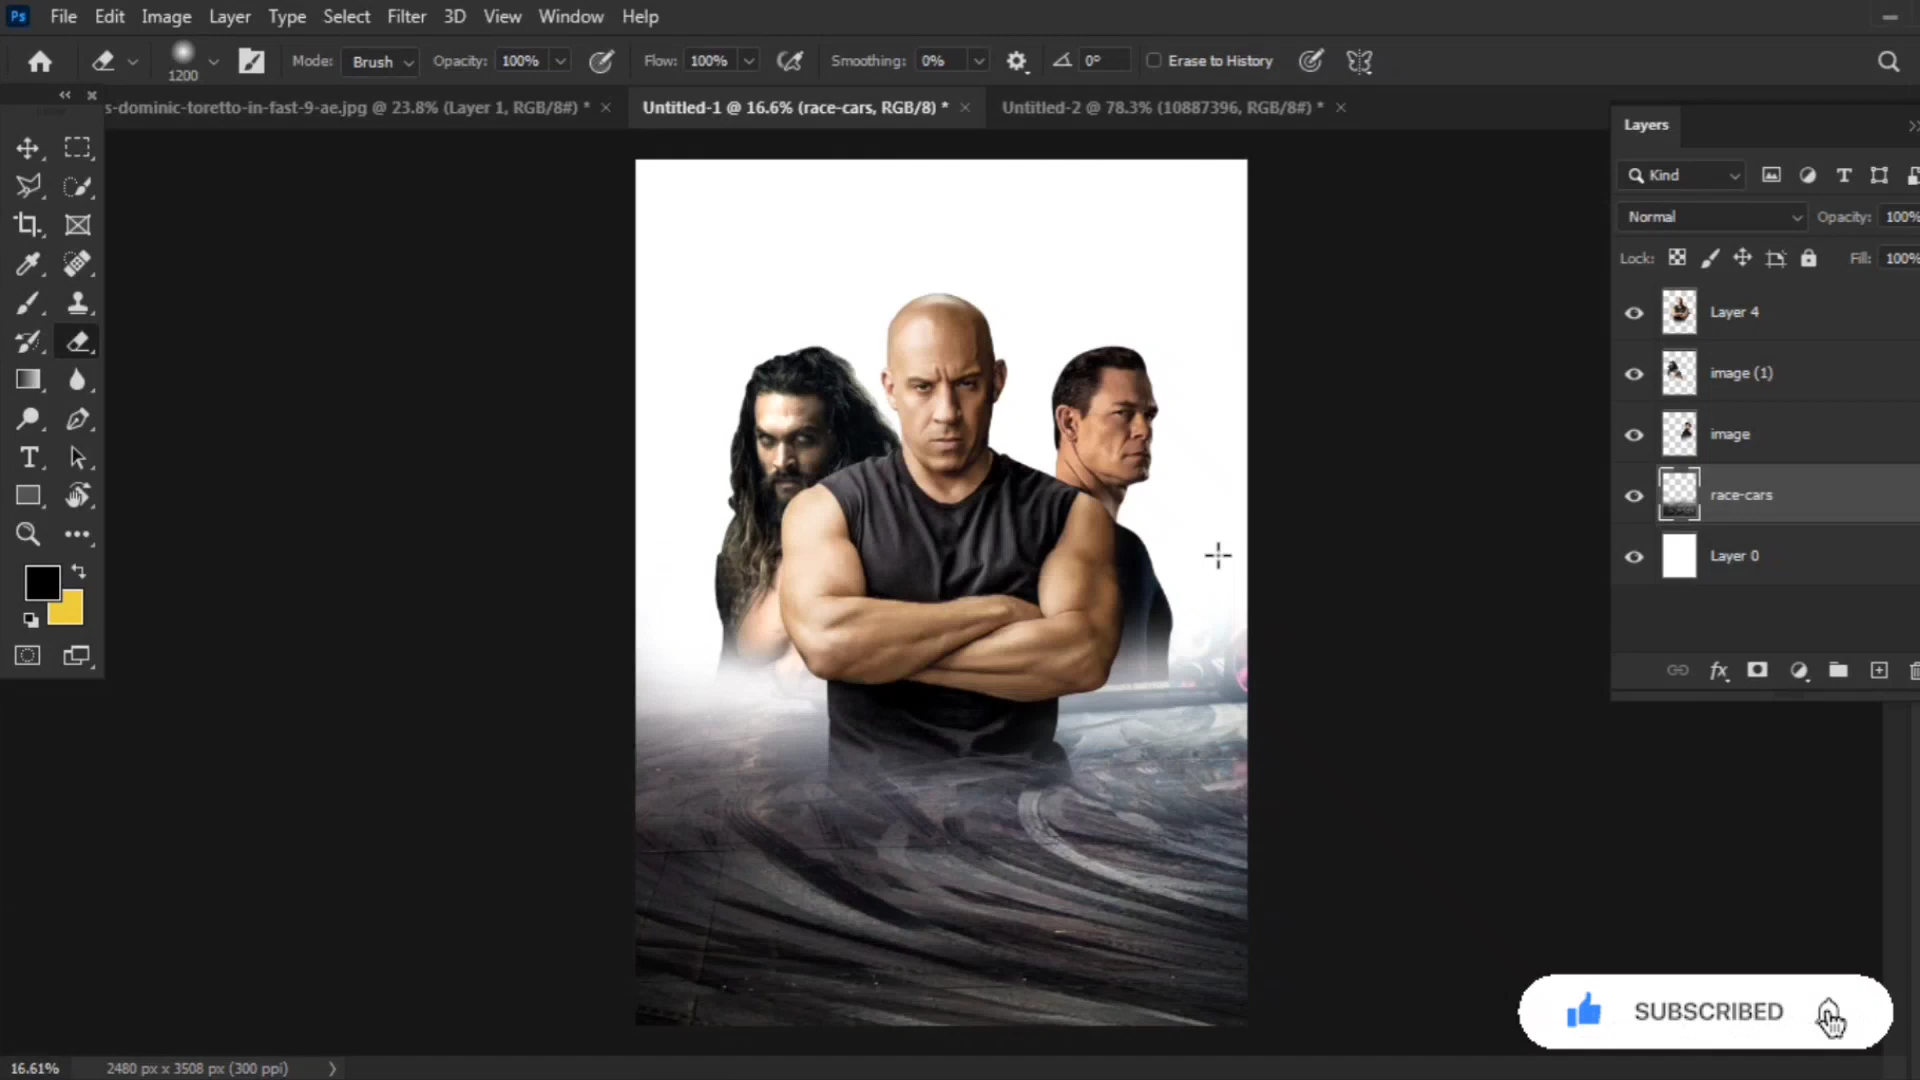 Ps File Edit Image Layer Type Select Filter 3D View Window Help
1200 Mode: Brush Opacity: 100% Flow: 100% Smoothing: 0% 0° Erase to History
s-dominic-toretto-in-fast-9-ae.jpg @ 23.8% (Layer 1, RGB/8#) * Untitled-1 @ 16.6% (race-cars, RGB/8) * Untitled-2 @ 78.3% (10887396, RGB/8#) *
Layers
Kind
Normal Opacity: 100%
Lock: Fill: 100%
Layer 4
image (1)
image
race-cars
Layer 0
fx
SUBSCRIBED
16.61% 2480 px x 3508 px (300 ppi)